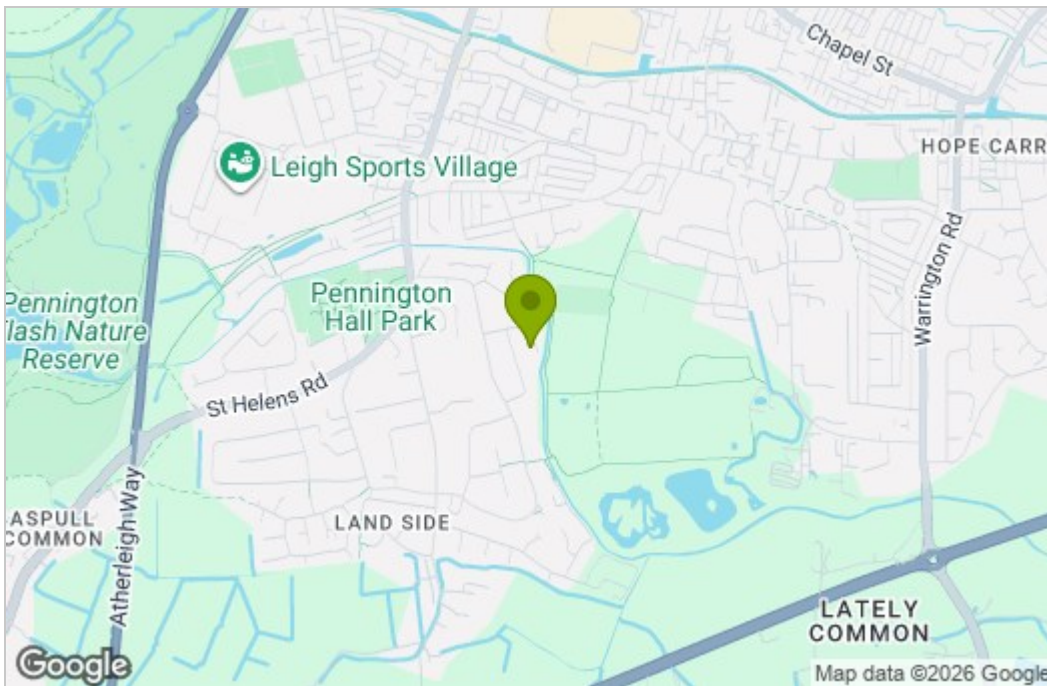 Chapel St
HOPE CARR
Leigh Sports Village
Warrington Rd
Pennington
Hall Park
Pennington
Flash Nature
Reserve
St Helens Rd
ASPULL
COMMON
LAND SIDE
Atherleigh Way
LATELY
COMMON
Google
Map data ©2026 Google